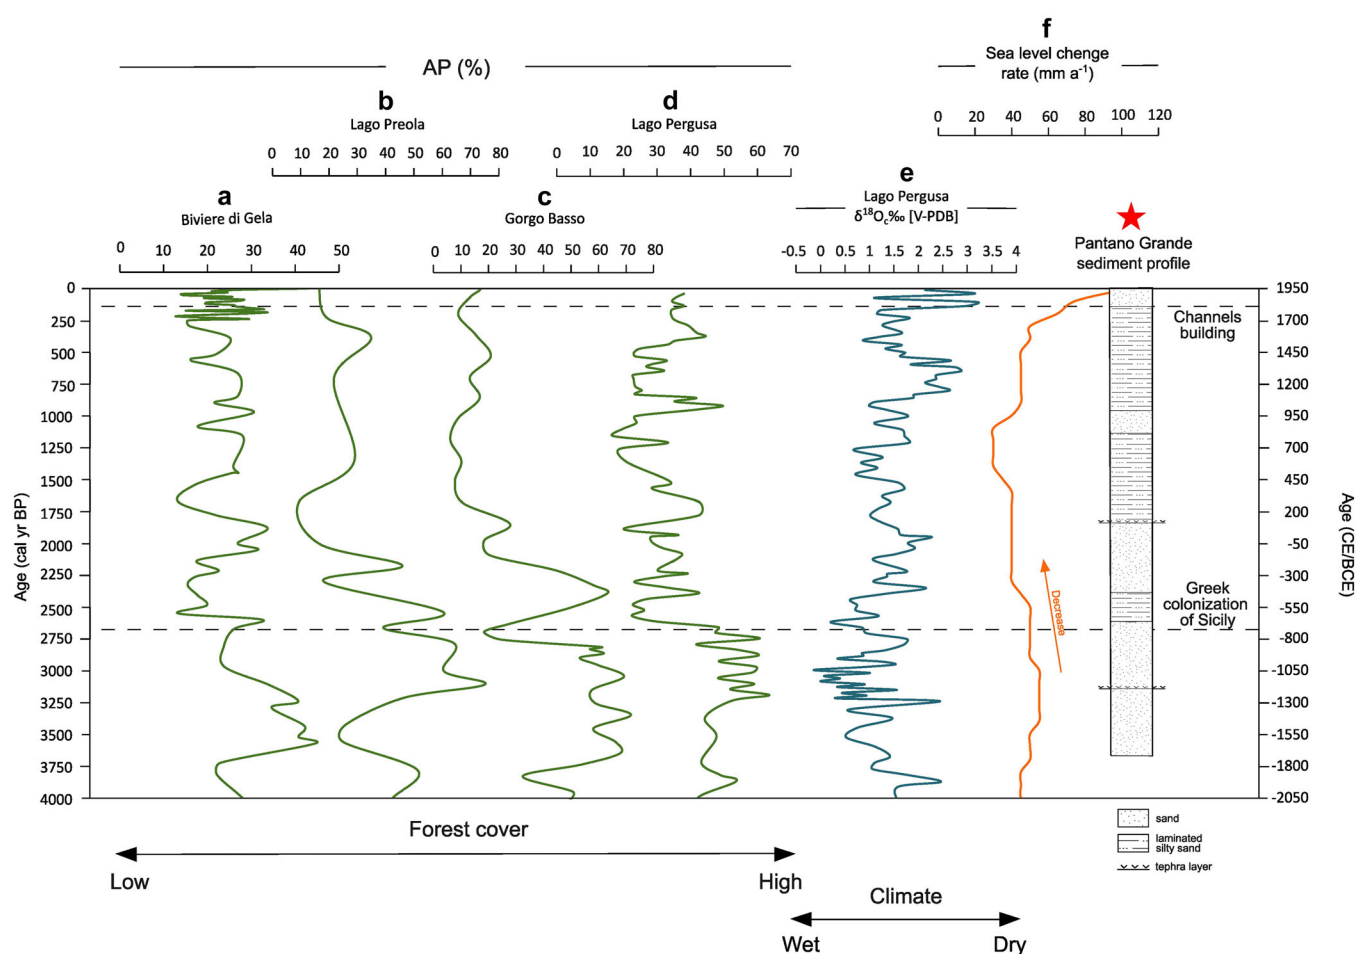 f
Sea level chenge
rate (mm a⁻¹)
AP (%)
b
d
Lago Preola
Lago Pergusa
0 20 40 60 80 100 120
0 10 20 30 40 50 60 70 80
0 10 20 30 40 50 60 70
a
c
e
Biviere di Gela
Gorgo Basso
Lago Pergusa
δ¹⁸Oc‰ [V-PDB]
Pantano Grande
sediment profile
0 10 20 30 40 50
0 10 20 30 40 50 60 70 80
-0.5 0 0.5 1 1.5 2 2.5 3 3.5 4
Age (cal yr BP)
0
250
500
750
1000
1250
1500
1750
2000
2250
2500
2750
3000
3250
3500
3750
4000
Decrease
Channels
building
Greek
colonization
of Sicily
1950
1700
1450
1200
950
700
450
200
-50
-300
-550
-800
-1050
-1300
-1550
-1800
-2050
Age (CE/BCE)
sand
laminated
silty sand
tephra layer
Forest cover
Low
High
Climate
Wet
Dry